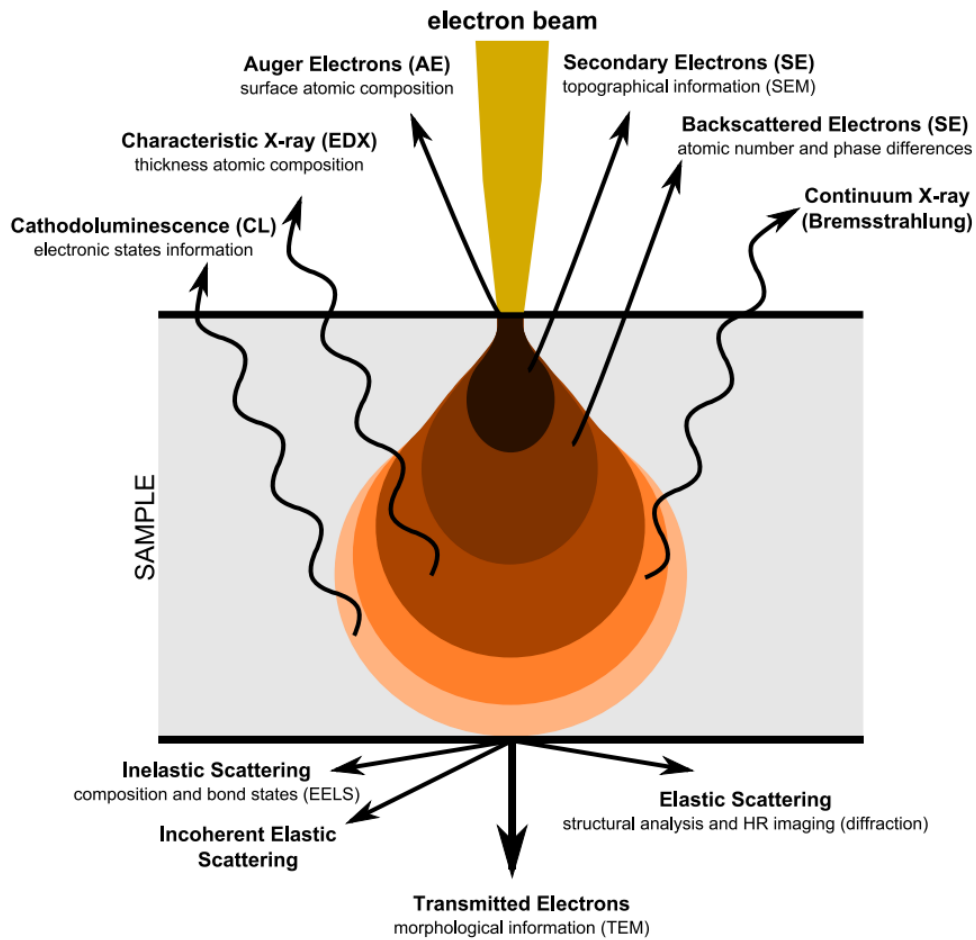 electron beam
Auger Electrons (AE)
surface atomic composition
Secondary Electrons (SE)
topographical information (SEM)
Characteristic X-ray (EDX)
thickness atomic composition
Backscattered Electrons (SE)
atomic number and phase differences
Cathodoluminescence (CL)
electronic states information
Continuum X-ray
(Bremsstrahlung)
SAMPLE
Inelastic Scattering
composition and bond states (EELS)
Incoherent Elastic
Scattering
Elastic Scattering
structural analysis and HR imaging (diffraction)
Transmitted Electrons
morphological information (TEM)